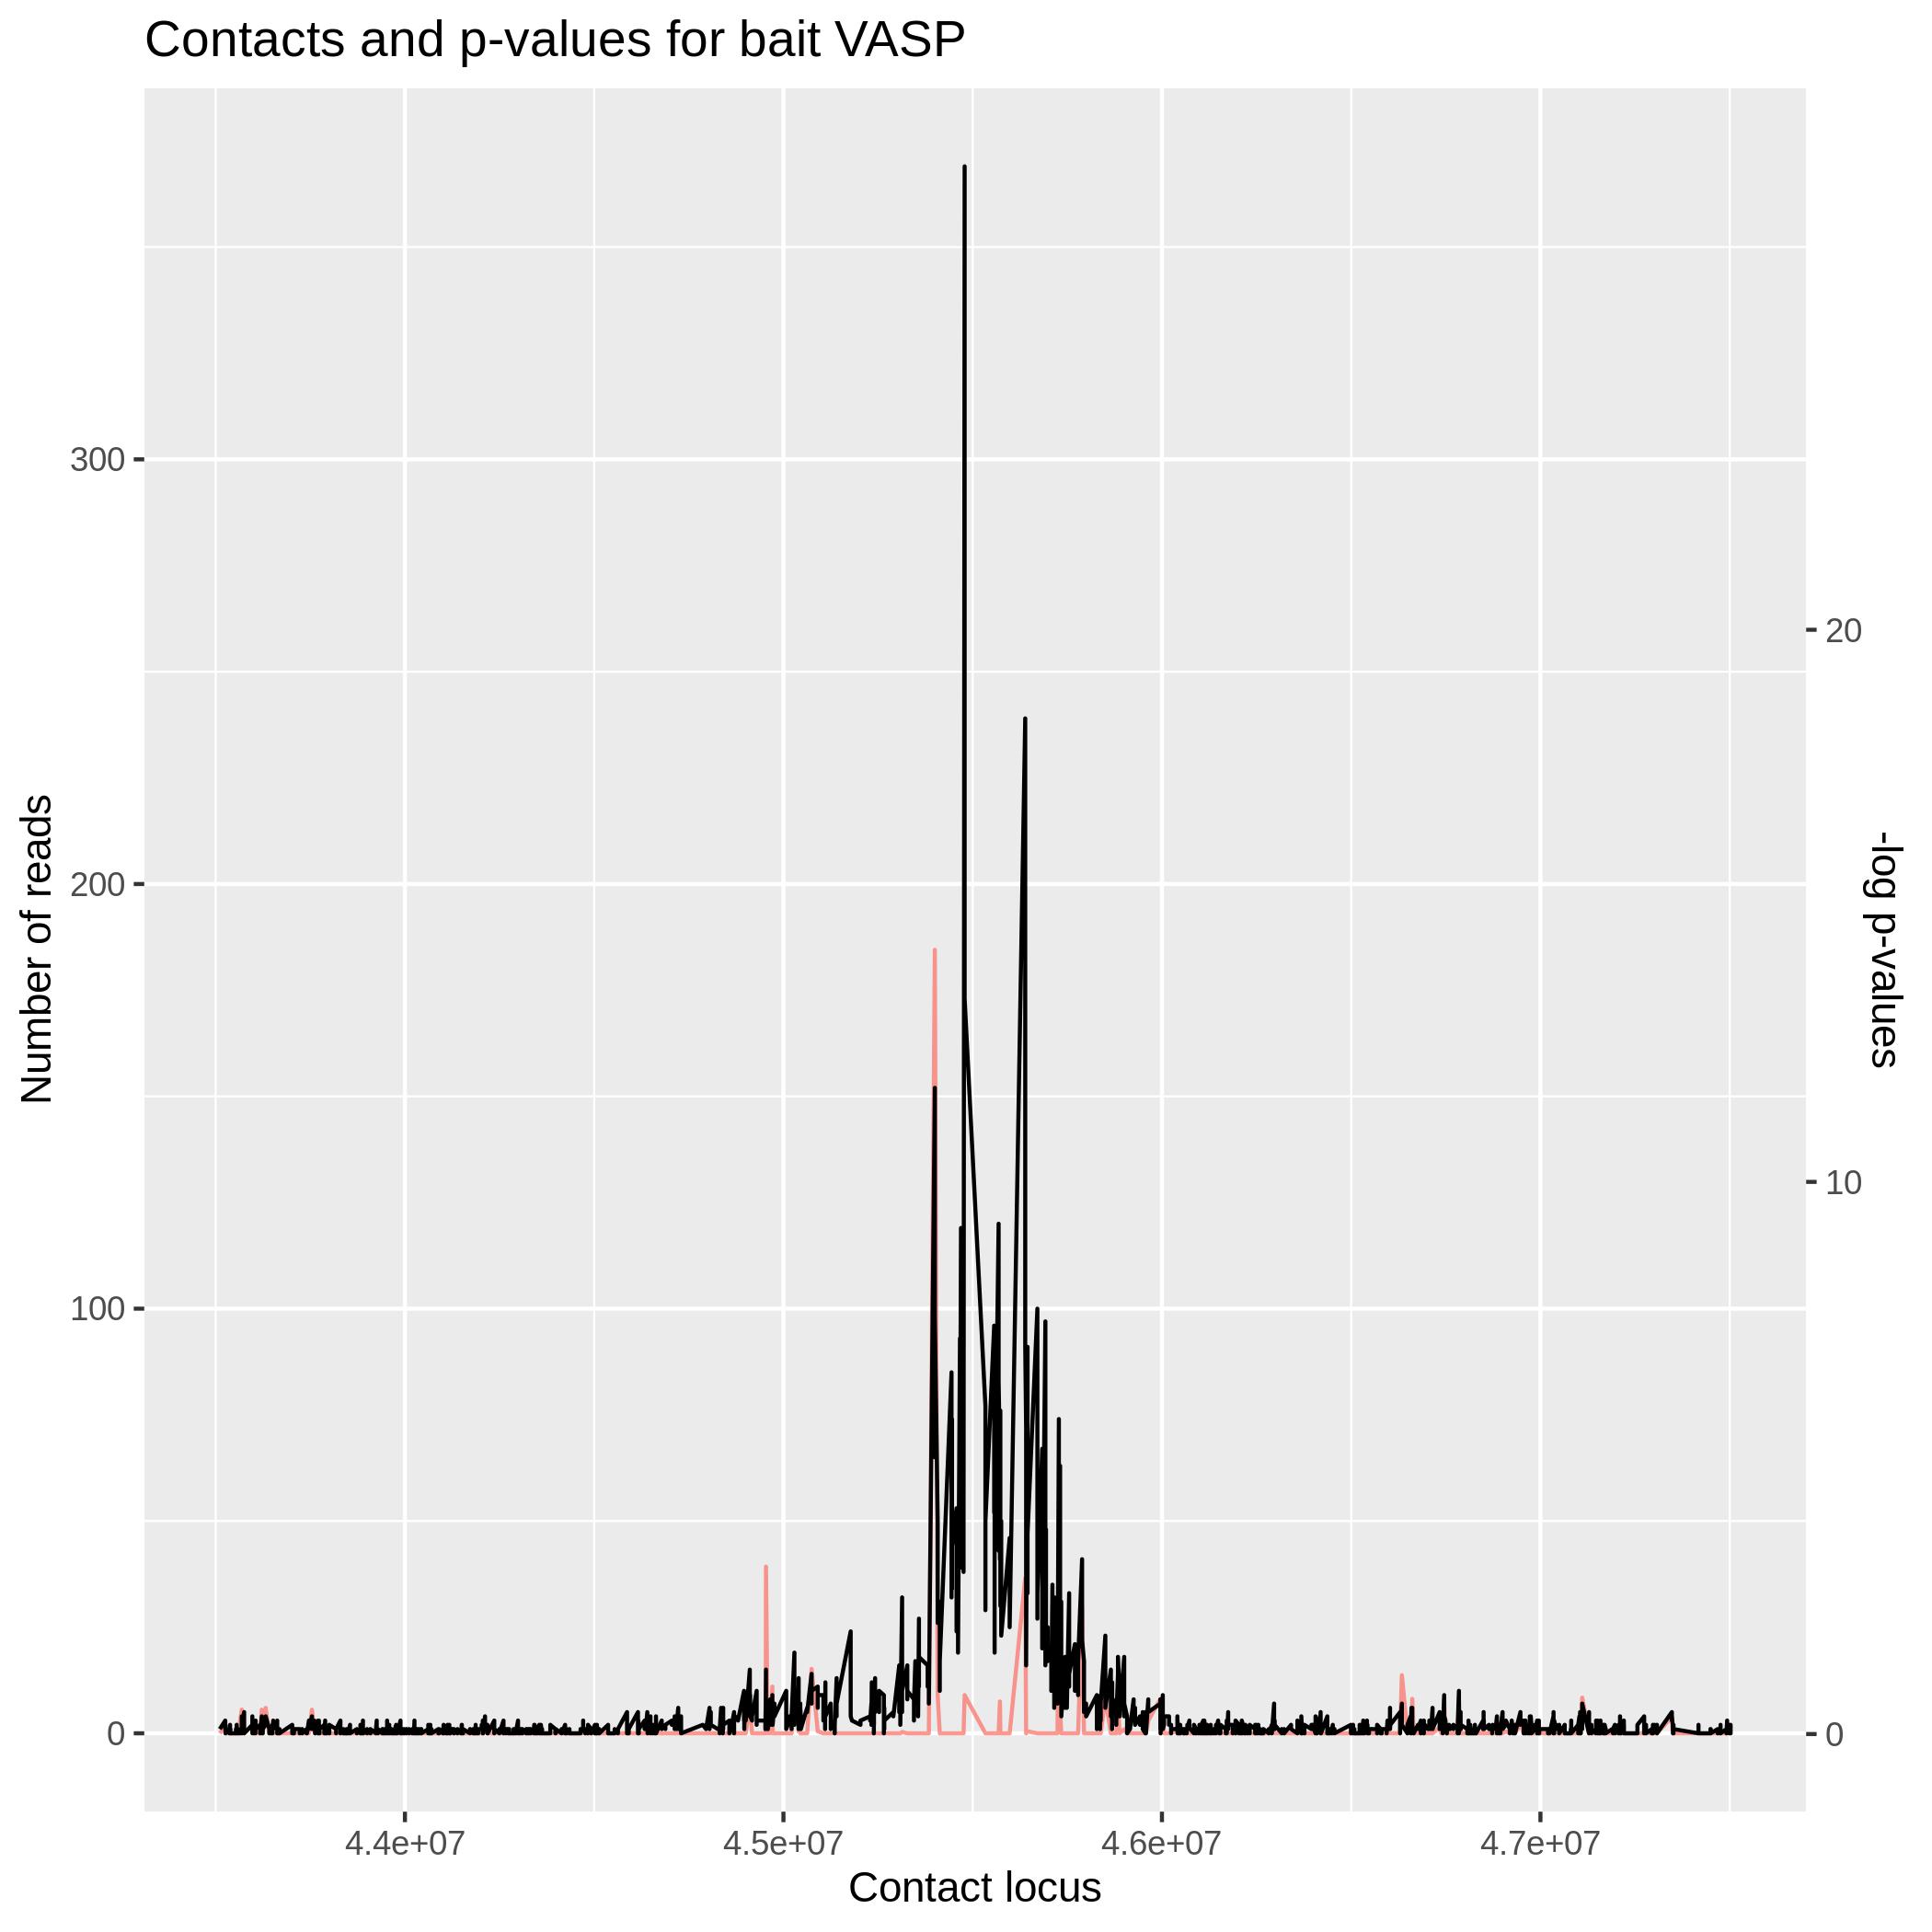 Contacts and p-values for bait VASP
Number of reads
300
200
100
0
20
10
0
-log p-values
4.4e+07
4.5e+07
4.6e+07
4.7e+07
Contact locus